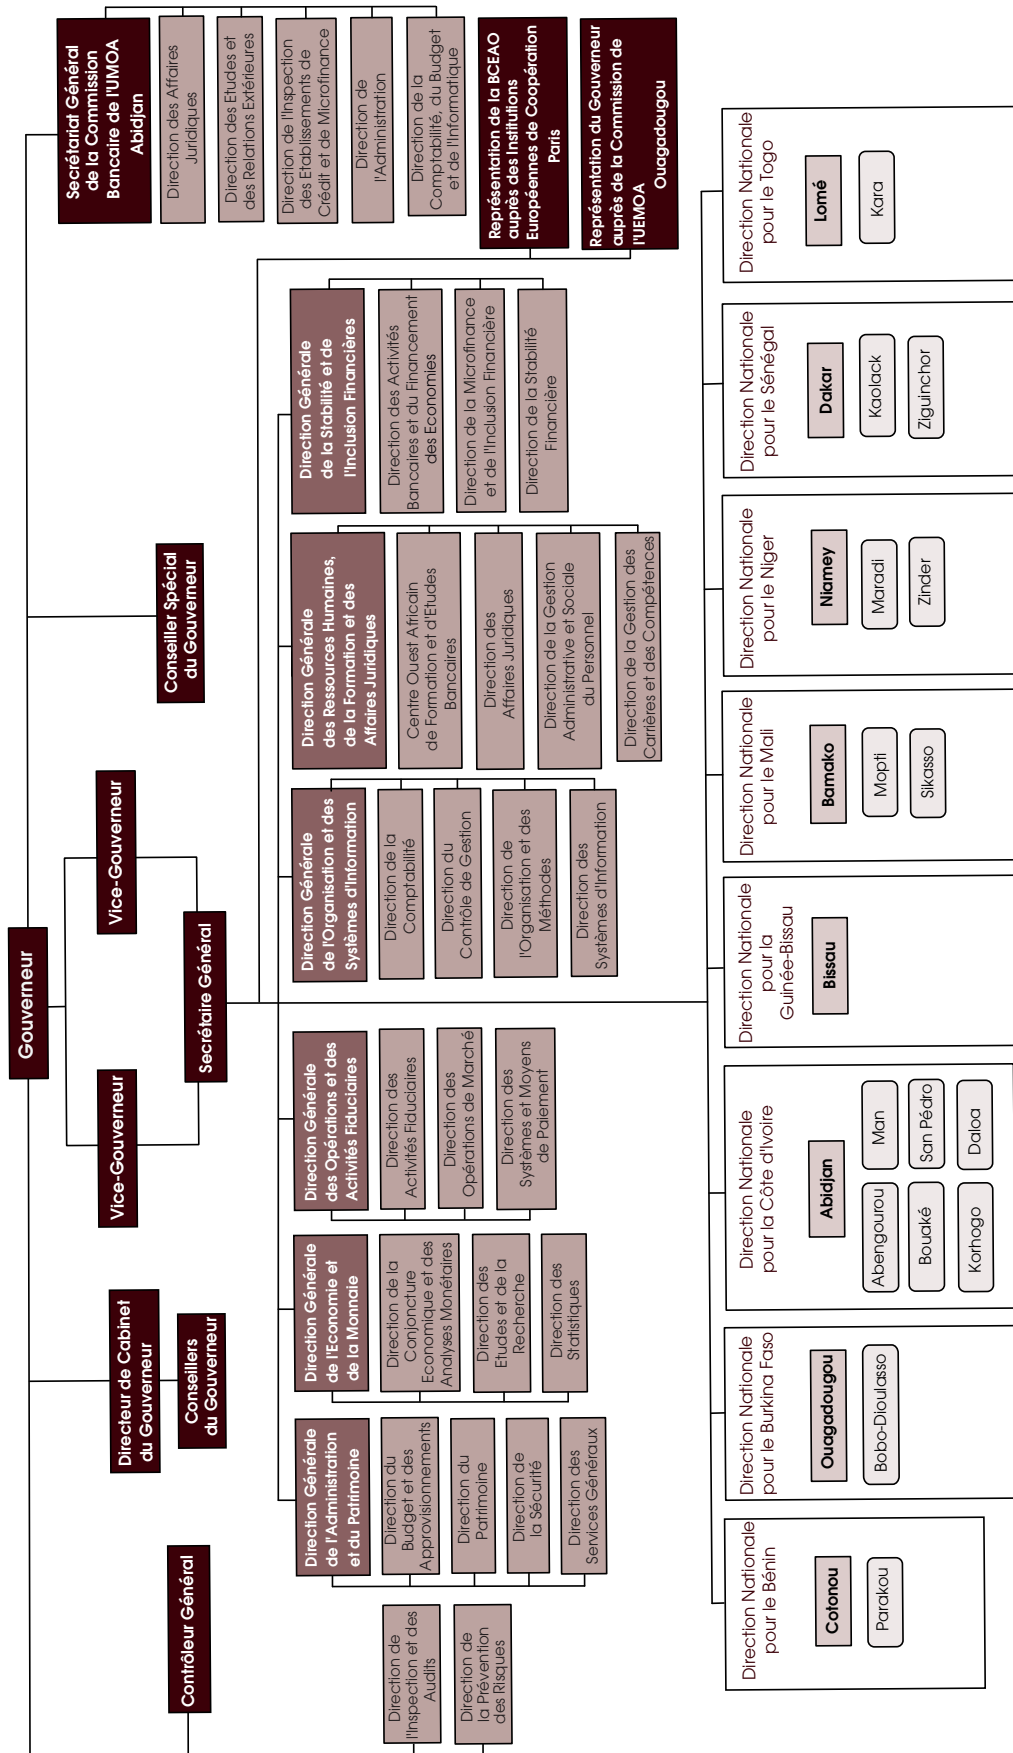 Gouverneur
Vice-Gouverneur
Vice-Gouverneur
Secrétaire Général
Contrôleur Général
Direction de
l'Inspection et des
Audits
Direction de
la Prévention
des Risques
Directeur de Cabinet
du Gouverneur
Conseillers
du Gouverneur
Conseiller Spécial
du Gouverneur
Secrétariat Général
de la Commission
Bancaire de l'UMOA
Abidjan
Direction des Affaires
Juridiques
Direction des Etudes et
des Relations Extérieures
Direction de l'Inspection
des Etablissements de
Crédit et de Microfinance
Direction de
l'Administration
Direction de la
Comptabilité, du Budget
et de l'Informatique
Représentation de la BCEAO
auprès des Institutions
Européennes de Coopération
Paris
Représentation du Gouverneur
auprès de la Commission de
l'UEMOA
Ouagadougou
Direction Générale
de l'Administration
et du Patrimoine
Direction du
Budget et des
Approvisionnements
Direction du
Patrimoine
Direction de
la Sécurité
Direction des
Services Généraux
Direction Générale
de l'Economie et
de la Monnaie
Direction de la
Conjoncture
Economique et des
Analyses Monétaires
Direction des
Etudes et de la
Recherche
Direction des
Statistiques
Direction Générale
des Opérations et des
Activités Fiduciaires
Direction des
Activités Fiduciaires
Direction des
Opérations de Marché
Direction des
Systèmes et Moyens
de Paiement
Direction Générale
de l'Organisation et des
Systèmes d'Information
Direction de la
Comptabilité
Direction du
Contrôle de Gestion
Direction de
l'Organisation et des
Méthodes
Direction des
Systèmes d'Information
Direction Générale
des Ressources Humaines,
de la Formation et des
Affaires Juridiques
Centre Ouest Africain
de Formation et d'Etudes
Bancaires
Direction des
Affaires Juridiques
Direction de la Gestion
Administrative et Sociale
du Personnel
Direction de la Gestion des
Carrières et des Compétences
Direction Générale
de la Stabilité et de
l'Inclusion Financières
Direction des Activités
Bancaires et du Financement
des Economies
Direction de la Microfinance
et de l'Inclusion Financière
Direction de la Stabilité
Financière
Direction Nationale
pour le Bénin
Cotonou
Parakou
Direction Nationale
pour le Burkina Faso
Ouagadougou
Bobo-Dioulasso
Direction Nationale
pour la Côte d'Ivoire
Abidjan
Abengourou
Man
Bouaké
San Pédro
Korhogo
Daloa
Direction Nationale
pour la
Guinée-Bissau
Bissau
Direction Nationale
pour le Mali
Bamako
Mopti
Sikasso
Direction Nationale
pour le Niger
Niamey
Maradi
Zinder
Direction Nationale
pour le Sénégal
Dakar
Kaolack
Ziguinchor
Direction Nationale
pour le Togo
Lomé
Kara